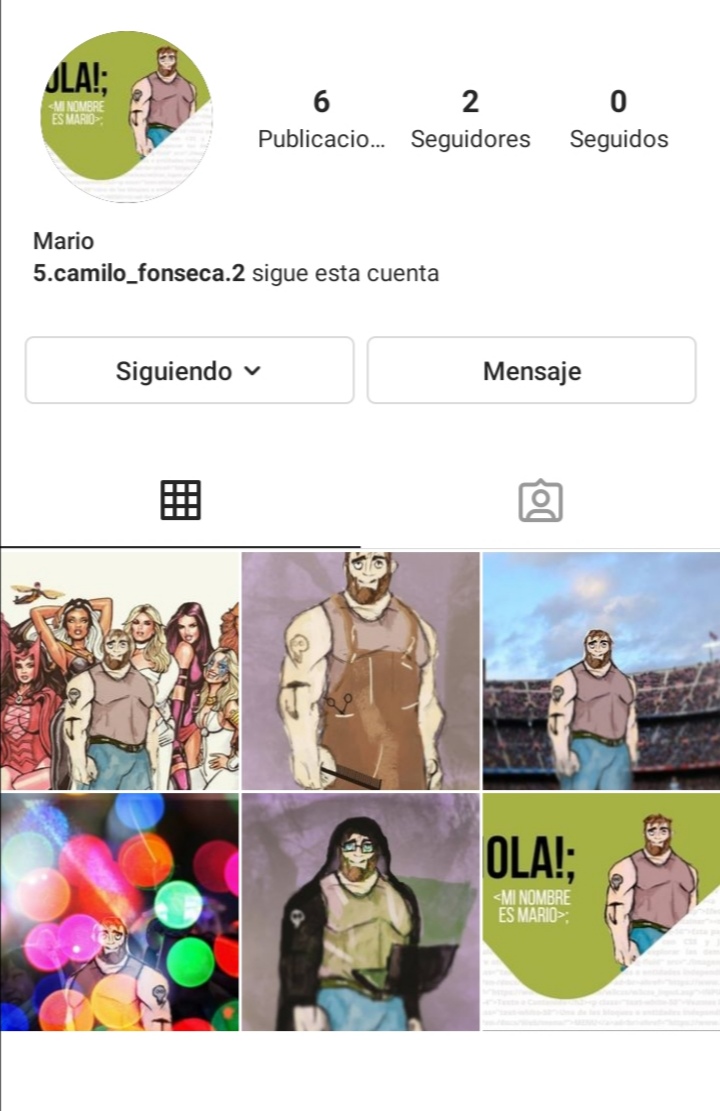 OLA!;
<MI NOMBRE
ES MARIO>;
6
Publicacio...
2
Seguidores
0
Seguidos
Mario
5.camilo_fonseca.2 sigue esta cuenta
Siguiendo
Mensaje
OLA!;
<MI NOMBRE
ES MARIO>;